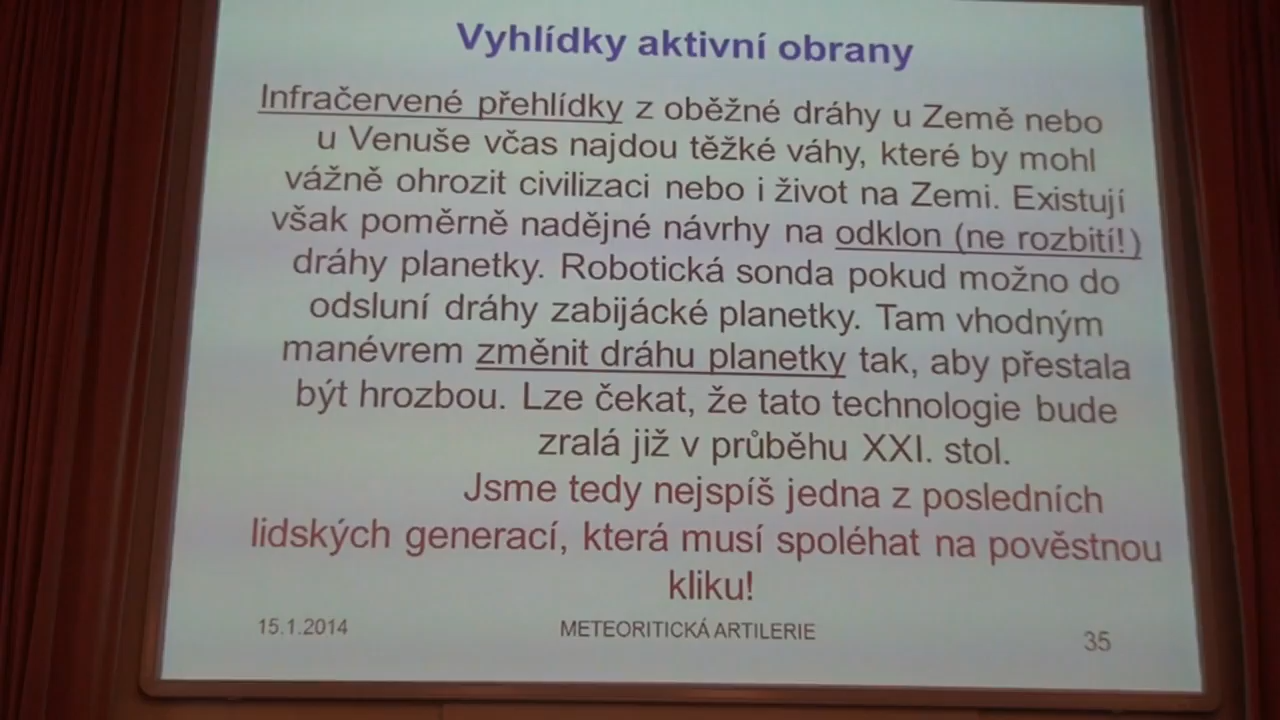 Vyhlídky aktivní obrany
Infračervené přehlídky z oběžné dráhy u Země nebo
u Venuše včas najdou těžké váhy, které by mohl
vážně ohrozit civilizaci nebo i život na Zemi. Existují
však poměrně nadějné návrhy na odklon (ne rozbití!)
dráhy planetky. Robotická sonda pokud možno do
odsluní dráhy zabijácké planetky. Tam vhodným
manévrem změnit dráhu planetky tak, aby přestala
být hrozbou. Lze čekat, že tato technologie bude
zralá již v průběhu XXI. stol.
Jsme tedy nejspíš jedna z posledních
lidských generací, která musí spoléhat na pověstnou
kliku!
15.1.2014
METEORITICKÁ ARTILERIE
35